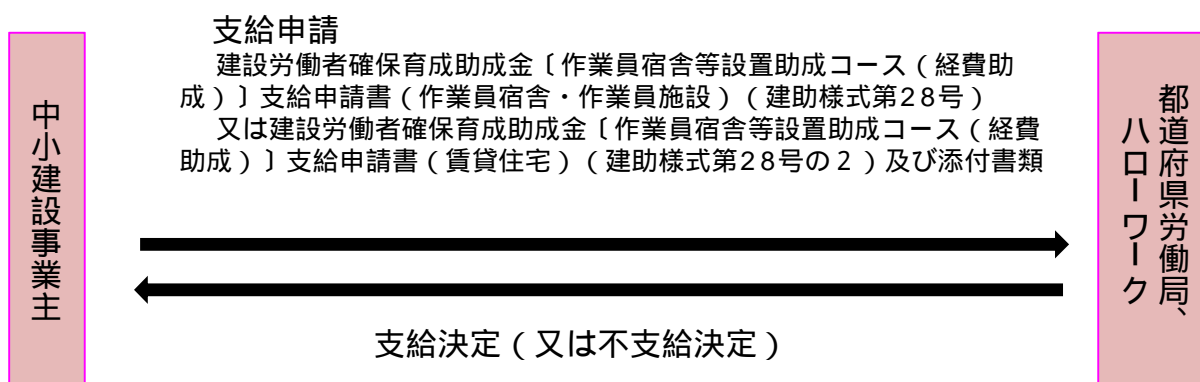 中小建設事業主
支給申請
建設労働者確保育成助成金〔作業員宿舎等設置助成コース（経費助
成）〕支給申請書（作業員宿舎・作業員施設）（建助様式第28号）
又は建設労働者確保育成助成金〔作業員宿舎等設置助成コース（経費
助成）〕支給申請書（賃貸住宅）（建助様式第28号の２）及び添付書類
支給決定（又は不支給決定）
都道府県労働局、
ハローワーク